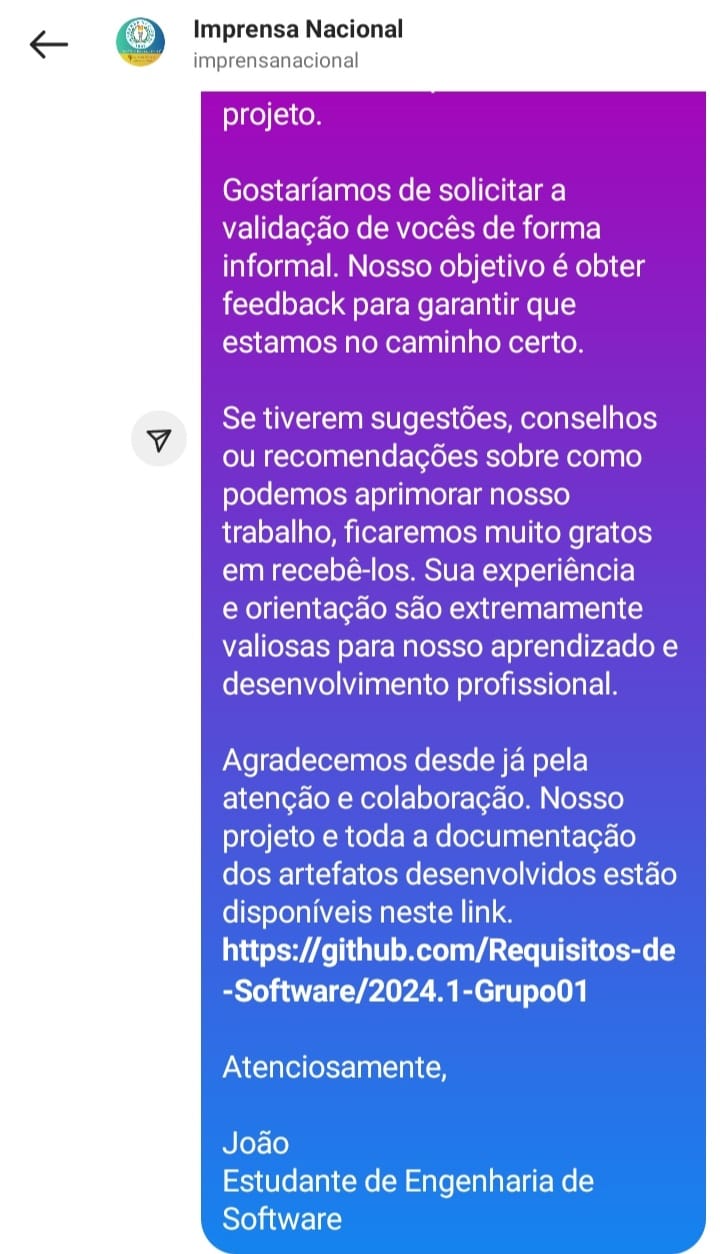 Imprensa Nacional
imprensanacional
projeto.
Gostaríamos de solicitar a
validação de vocês de forma
informal. Nosso objetivo é obter
feedback para garantir que
estamos no caminho certo.
Se tiverem sugestões, conselhos
ou recomendações sobre como
podemos aprimorar nosso
trabalho, ficaremos muito gratos
em recebê-los. Sua experiência
e orientação são extremamente
valiosas para nosso aprendizado e
desenvolvimento profissional.
Agradecemos desde já pela
atenção e colaboração. Nosso
projeto e toda a documentação
dos artefatos desenvolvidos estão
disponíveis neste link.
https://github.com/Requisitos-de
-Software/2024.1-Grupo01
Atenciosamente,
João
Estudante de Engenharia de
Software